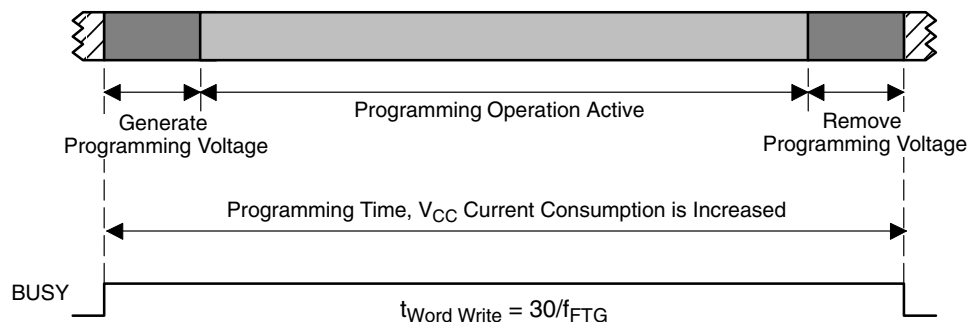 Programming Operation Active
Generate
Programming Voltage
Remove
Programming Voltage
Programming Time, VCC Current Consumption is Increased
BUSY
tWord Write = 30/fFTG